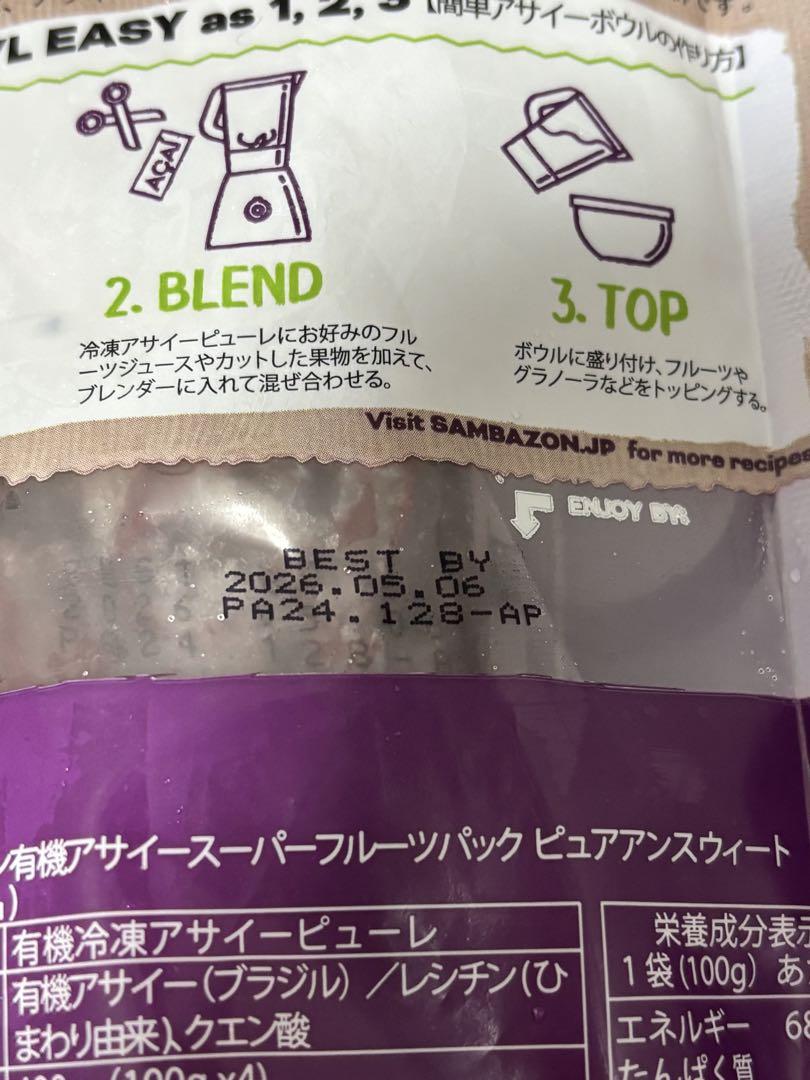 EASY as 1, 2, 3【簡単アサイーボウルの作り方】
AÇAÍ
2. BLEND
冷凍アサイーピューレにお好みのフル
ーツジュースやカットした果物を加えて、
ブレンダーに入れて混ぜ合わせる。
3. TOP
ボウルに盛り付け、フルーツや
グラノーラなどをトッピングする。
Visit SAMBAZON.JP for more recipes
ENJOY BY:
BEST BY
2026.05.06
PA24.128-AP
有機アサイースーパーフルーツパック ピュアアンスウィート
有機冷凍アサイーピューレ
有機アサイー(ブラジル)/レシチン(ひ
まわり由来)、クエン酸
(100g×4)
栄養成分表示
1袋(100g)あ
エネルギー 68
たんぱく質